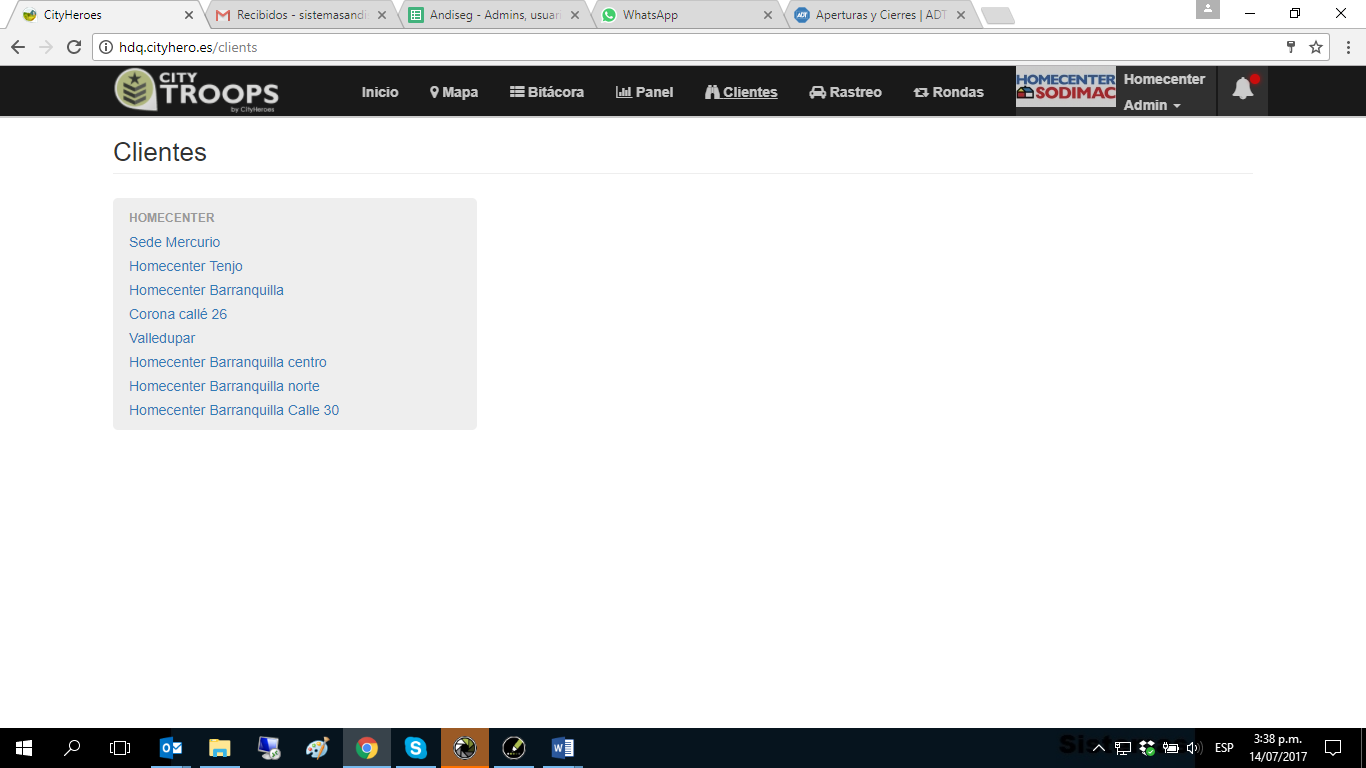 CityHeroes
Recibidos - sistemasandi
Andiseg - Admins, usuari
WhatsApp
Aperturas y Cierres | ADT
hdq.cityhero.es/clients
CITY TROOPS
by CityHeroes
Inicio
Mapa
Bitácora
Panel
Clientes
Rastreo
Rondas
HOMECENTER
SODIMAC
Homecenter
Admin
Clientes
HOMECENTER
Sede Mercurio
Homecenter Tenjo
Homecenter Barranquilla
Corona callé 26
Valledupar
Homecenter Barranquilla centro
Homecenter Barranquilla norte
Homecenter Barranquilla Calle 30
ESP
3:38 p.m.
14/07/2017